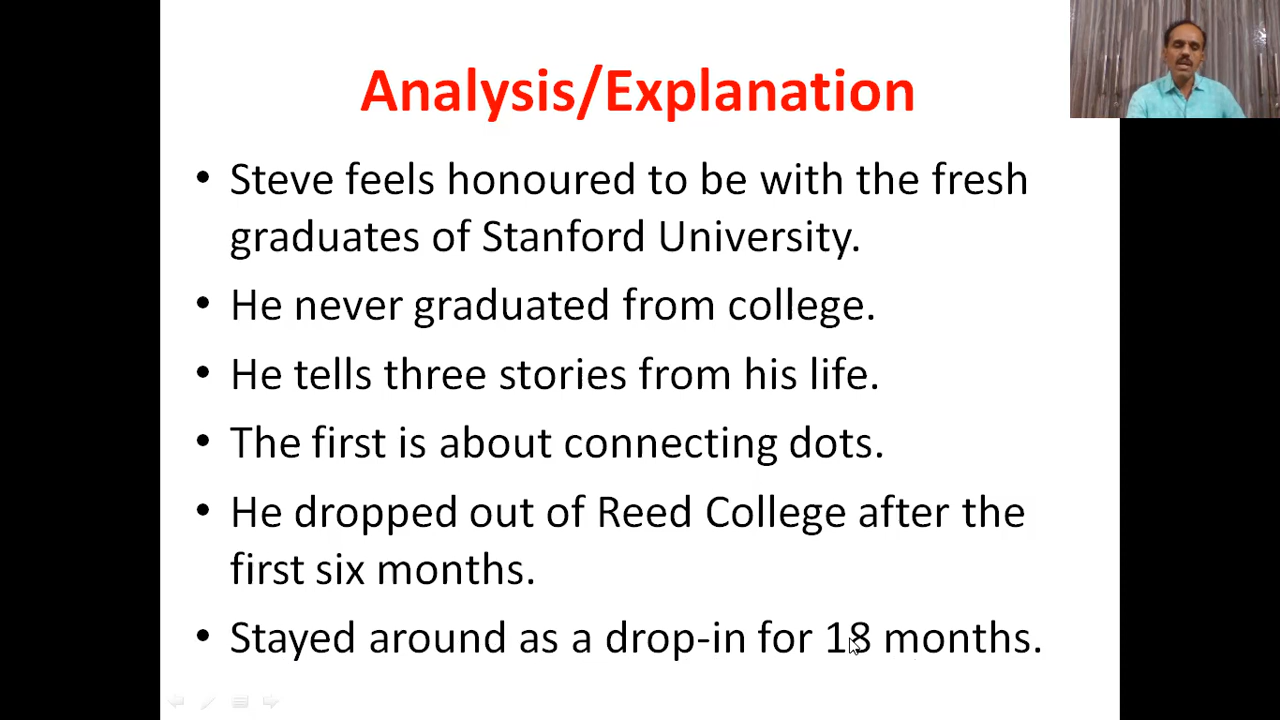 Analysis/Explanation
• Steve feels honoured to be with the fresh
graduates of Stanford University.
• He never graduated from college.
• He tells three stories from his life.
• The first is about connecting dots.
• He dropped out of Reed College after the
first six months.
• Stayed around as a drop-in for 18 months.